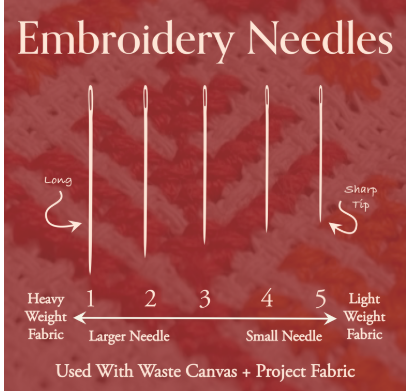 Embroidery Needles
Long
Sharp
Tip
1 2 3 4 5
Heavy
Weight
Fabric
Larger Needle
Small Needle
Light
Weight
Fabric
Used With Waste Canvas + Project Fabric